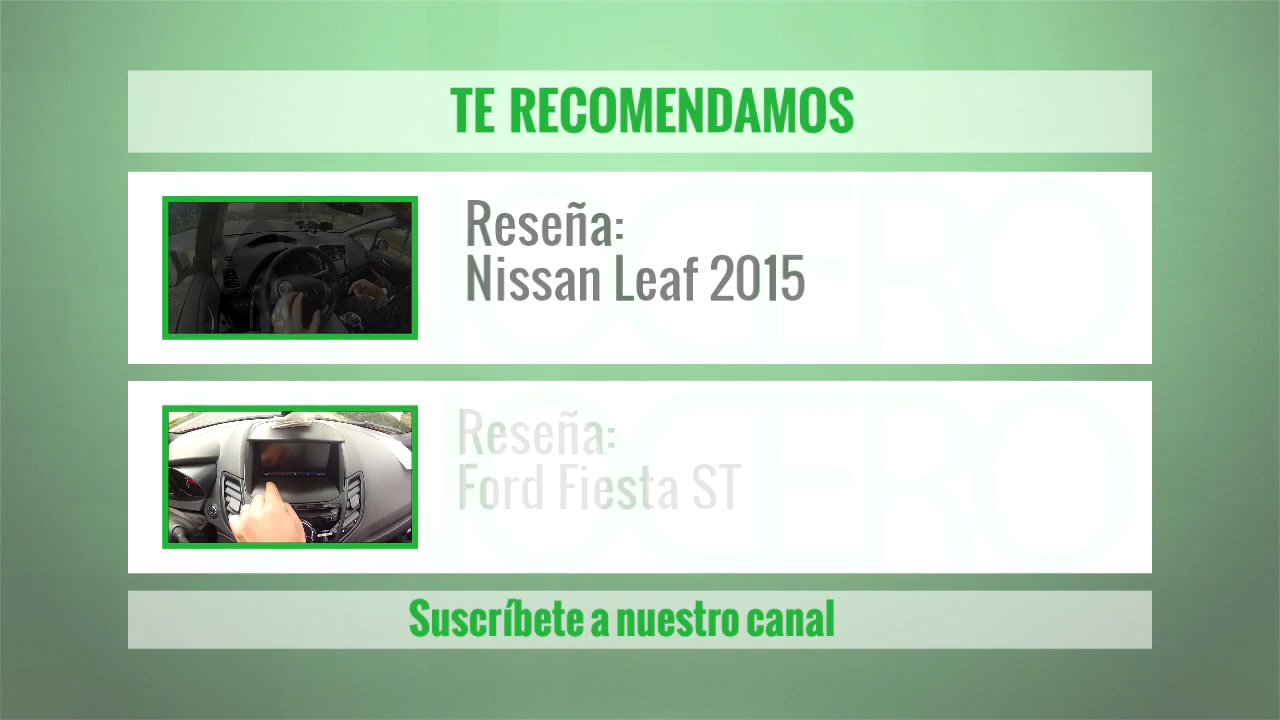 TE RECOMENDAMOS
Reseña:
Nissan Leaf 2015
Reseña:
Ford Fiesta ST
Suscríbete a nuestro canal